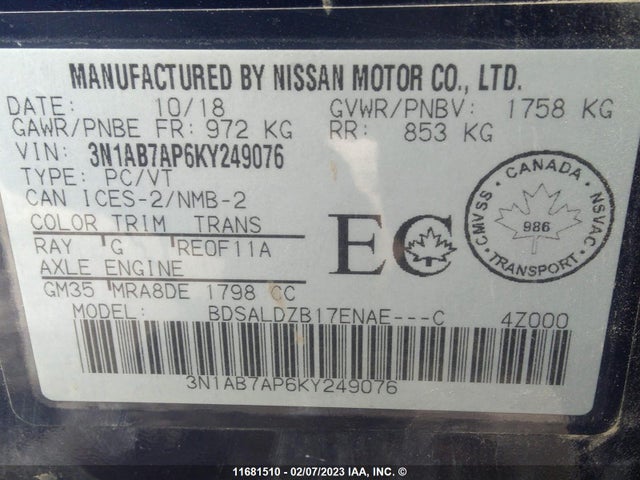 MANUFACTURED BY NISSAN MOTOR CO., LTD.
DATE: 10/18 GVWR/PNBV: 1758 KG
GAWR/PNBE FR: 972 KG RR: 853 KG
VIN: 3N1AB7AP6KY249076
TYPE: PC/VT
CAN ICES-2/NMB-2
COLOR TRIM TRANS
RAY G RE0F11A
AXLE ENGINE
GM35 MRA8DE 1798 CC
EC
CANADA
CMVSS NSVAC
986
TRANSPORT
MODEL: BDSALDZB17ENAE---C 4Z000
3N1AB7AP6KY249076
11681510 - 02/07/2023 IAA, INC. ©